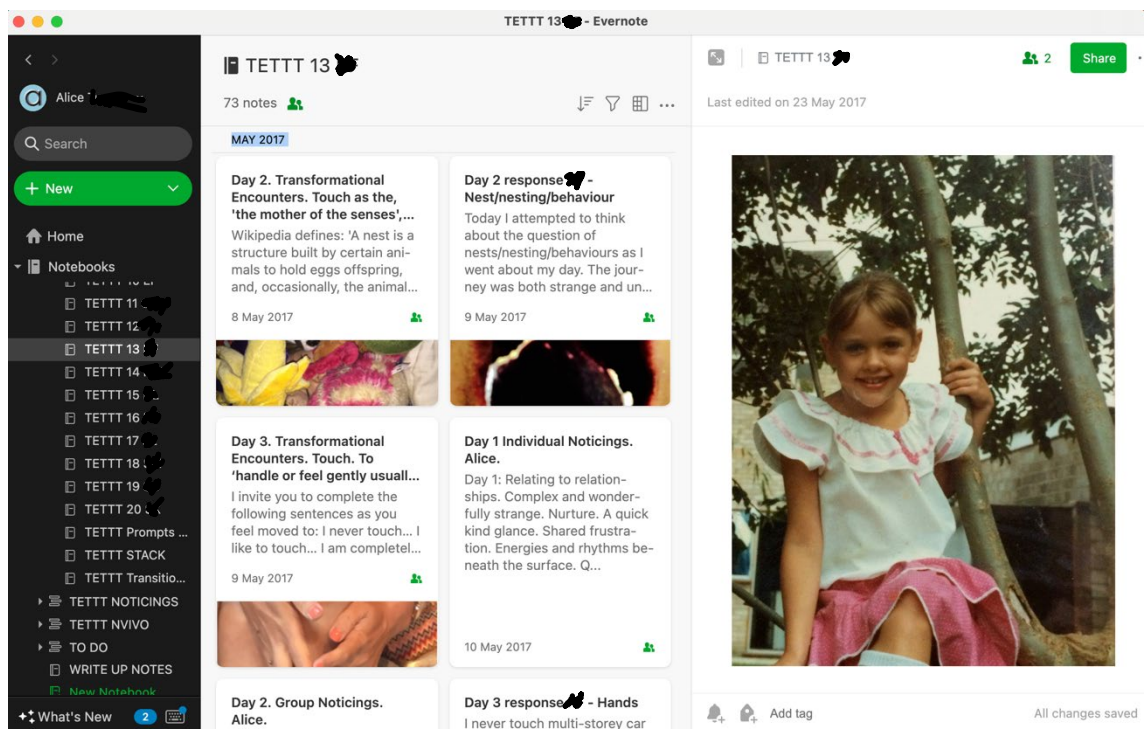 TETTT 13 - Evernote
Alice
Search
+ New
Home
Notebooks
TETTT 11
TETTT 12
TETTT 13
TETTT 14
TETTT 15
TETTT 16
TETTT 17
TETTT 18
TETTT 19
TETTT 20
TETTT Prompts ...
TETTT STACK
TETTT Transitio...
TETTT NOTICINGS
TETTT NVIVO
TO DO
WRITE UP NOTES
New Notebook
What's New 2
TETTT 13
73 notes
MAY 2017
Day 2. Transformational
Encounters. Touch as the,
'the mother of the senses',...
Wikipedia defines: 'A nest is a
structure built by certain ani-
mals to hold eggs offspring,
and, occasionally, the animal...
8 May 2017
Day 2 response -
Nest/nesting/behaviour
Today I attempted to think
about the question of
nests/nesting/behaviours as I
went about my day. The jour-
ney was both strange and un...
9 May 2017
Day 3. Transformational
Encounters. Touch. To
‘handle or feel gently usuall...
I invite you to complete the
following sentences as you
feel moved to: I never touch... I
like to touch... I am completel...
9 May 2017
Day 1 Individual Noticings.
Alice.
Day 1: Relating to relation-
ships. Complex and wonder-
fully strange. Nurture. A quick
kind glance. Shared frustra-
tion. Energies and rhythms be-
neath the surface. Q...
10 May 2017
Day 2. Group Noticings.
Alice.
Day 3 response - Hands
I never touch multi-storey car
TETTT 13
2
Share
Last edited on 23 May 2017
Add tag
All changes saved